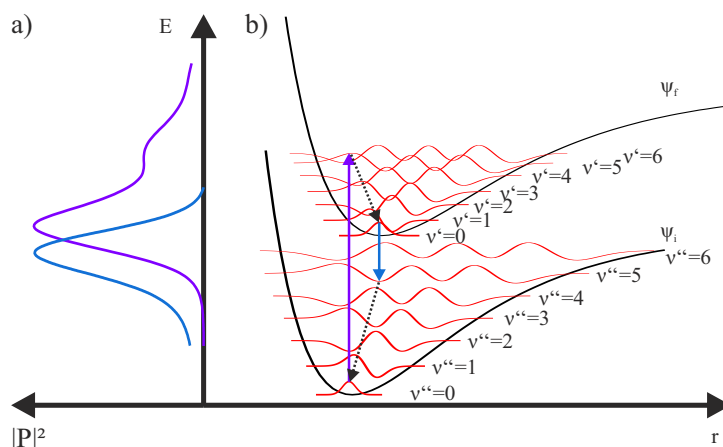 a)
E
b)
ψf
ν‘=6
ν‘=5
ν‘=4
ν‘=3
ν‘=2
ν‘=1
ν‘=0
ψi
ν“=6
ν“=5
ν“=4
ν“=3
ν“=2
ν“=1
ν“=0
|P|²
r